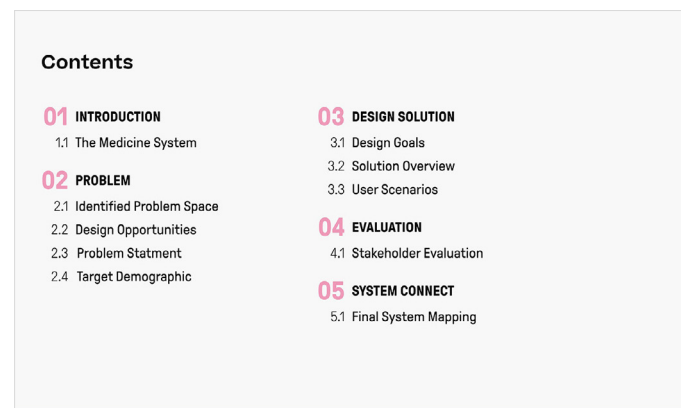 Contents
01 INTRODUCTION
1.1 The Medicine System
02 PROBLEM
2.1 Identified Problem Space
2.2 Design Opportunities
2.3 Problem Statment
2.4 Target Demographic
03 DESIGN SOLUTION
3.1 Design Goals
3.2 Solution Overview
3.3 User Scenarios
04 EVALUATION
4.1 Stakeholder Evaluation
05 SYSTEM CONNECT
5.1 Final System Mapping